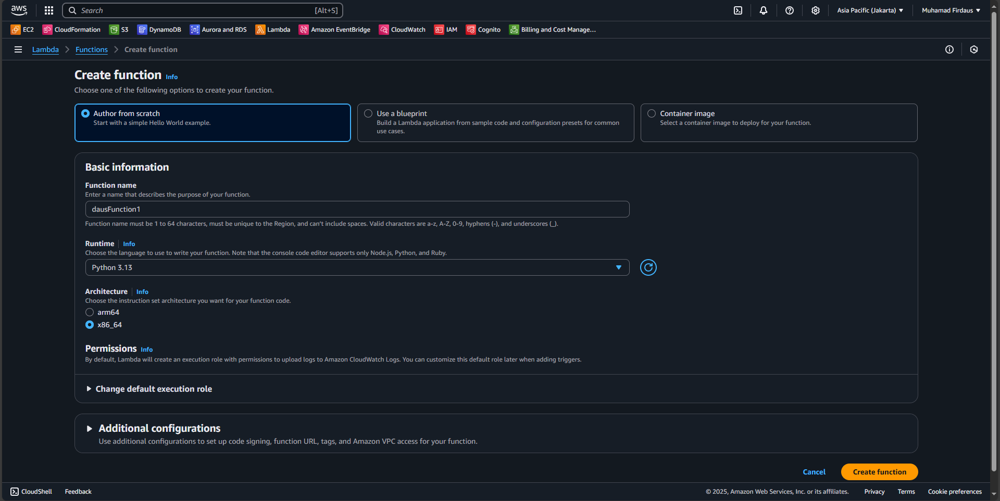 aws
Search [Alt+S]
Asia Pacific (Jakarta)
Muhamad Firdaus
EC2 CloudFormation S3 DynamoDB Aurora and RDS Lambda Amazon EventBridge CloudWatch IAM Cognito Billing and Cost Manage...
Lambda Functions Create function
Create function Info
Choose one of the following options to create your function.
Author from scratch
Start with a simple Hello World example.
Use a blueprint
Build a Lambda application from sample code and configuration presets for common
use cases.
Container image
Select a container image to deploy for your function.
Basic information
Function name
Enter a name that describes the purpose of your function.
dausFunction1
Function name must be 1 to 64 characters, must be unique to the Region, and can't include spaces. Valid characters are a-z, A-Z, 0-9, hyphens (-), and underscores (_).
Runtime Info
Choose the language to use to write your function. Note that the console code editor supports only Node.js, Python, and Ruby.
Python 3.13
Architecture Info
Choose the instruction set architecture you want for your function code.
arm64
x86_64
Permissions Info
By default, Lambda will create an execution role with permissions to upload logs to Amazon CloudWatch Logs. You can customize this default role later when adding triggers.
Change default execution role
Additional configurations
Use additional configurations to set up code signing, function URL, tags, and Amazon VPC access for your function.
Cancel Create function
CloudShell Feedback
© 2025, Amazon Web Services, Inc. or its affiliates. Privacy Terms Cookie preferences